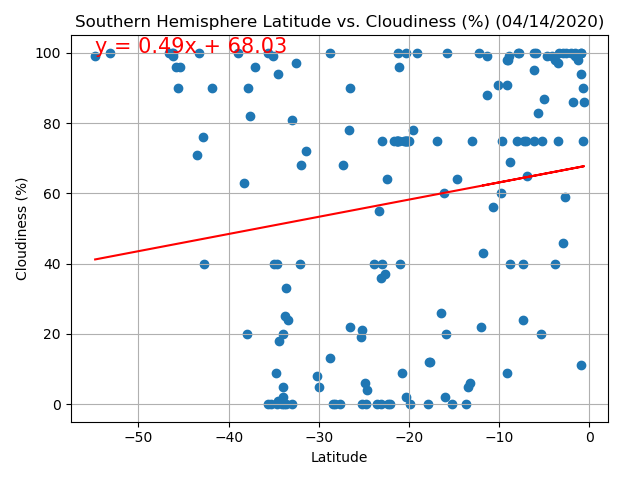 Southern Hemisphere Latitude vs. Cloudiness (%) (04/14/2020)
y = 0.49x + 68.03
100
80
60
40
20
0
Cloudiness (%)
−50 −40 −30 −20 −10 0
Latitude